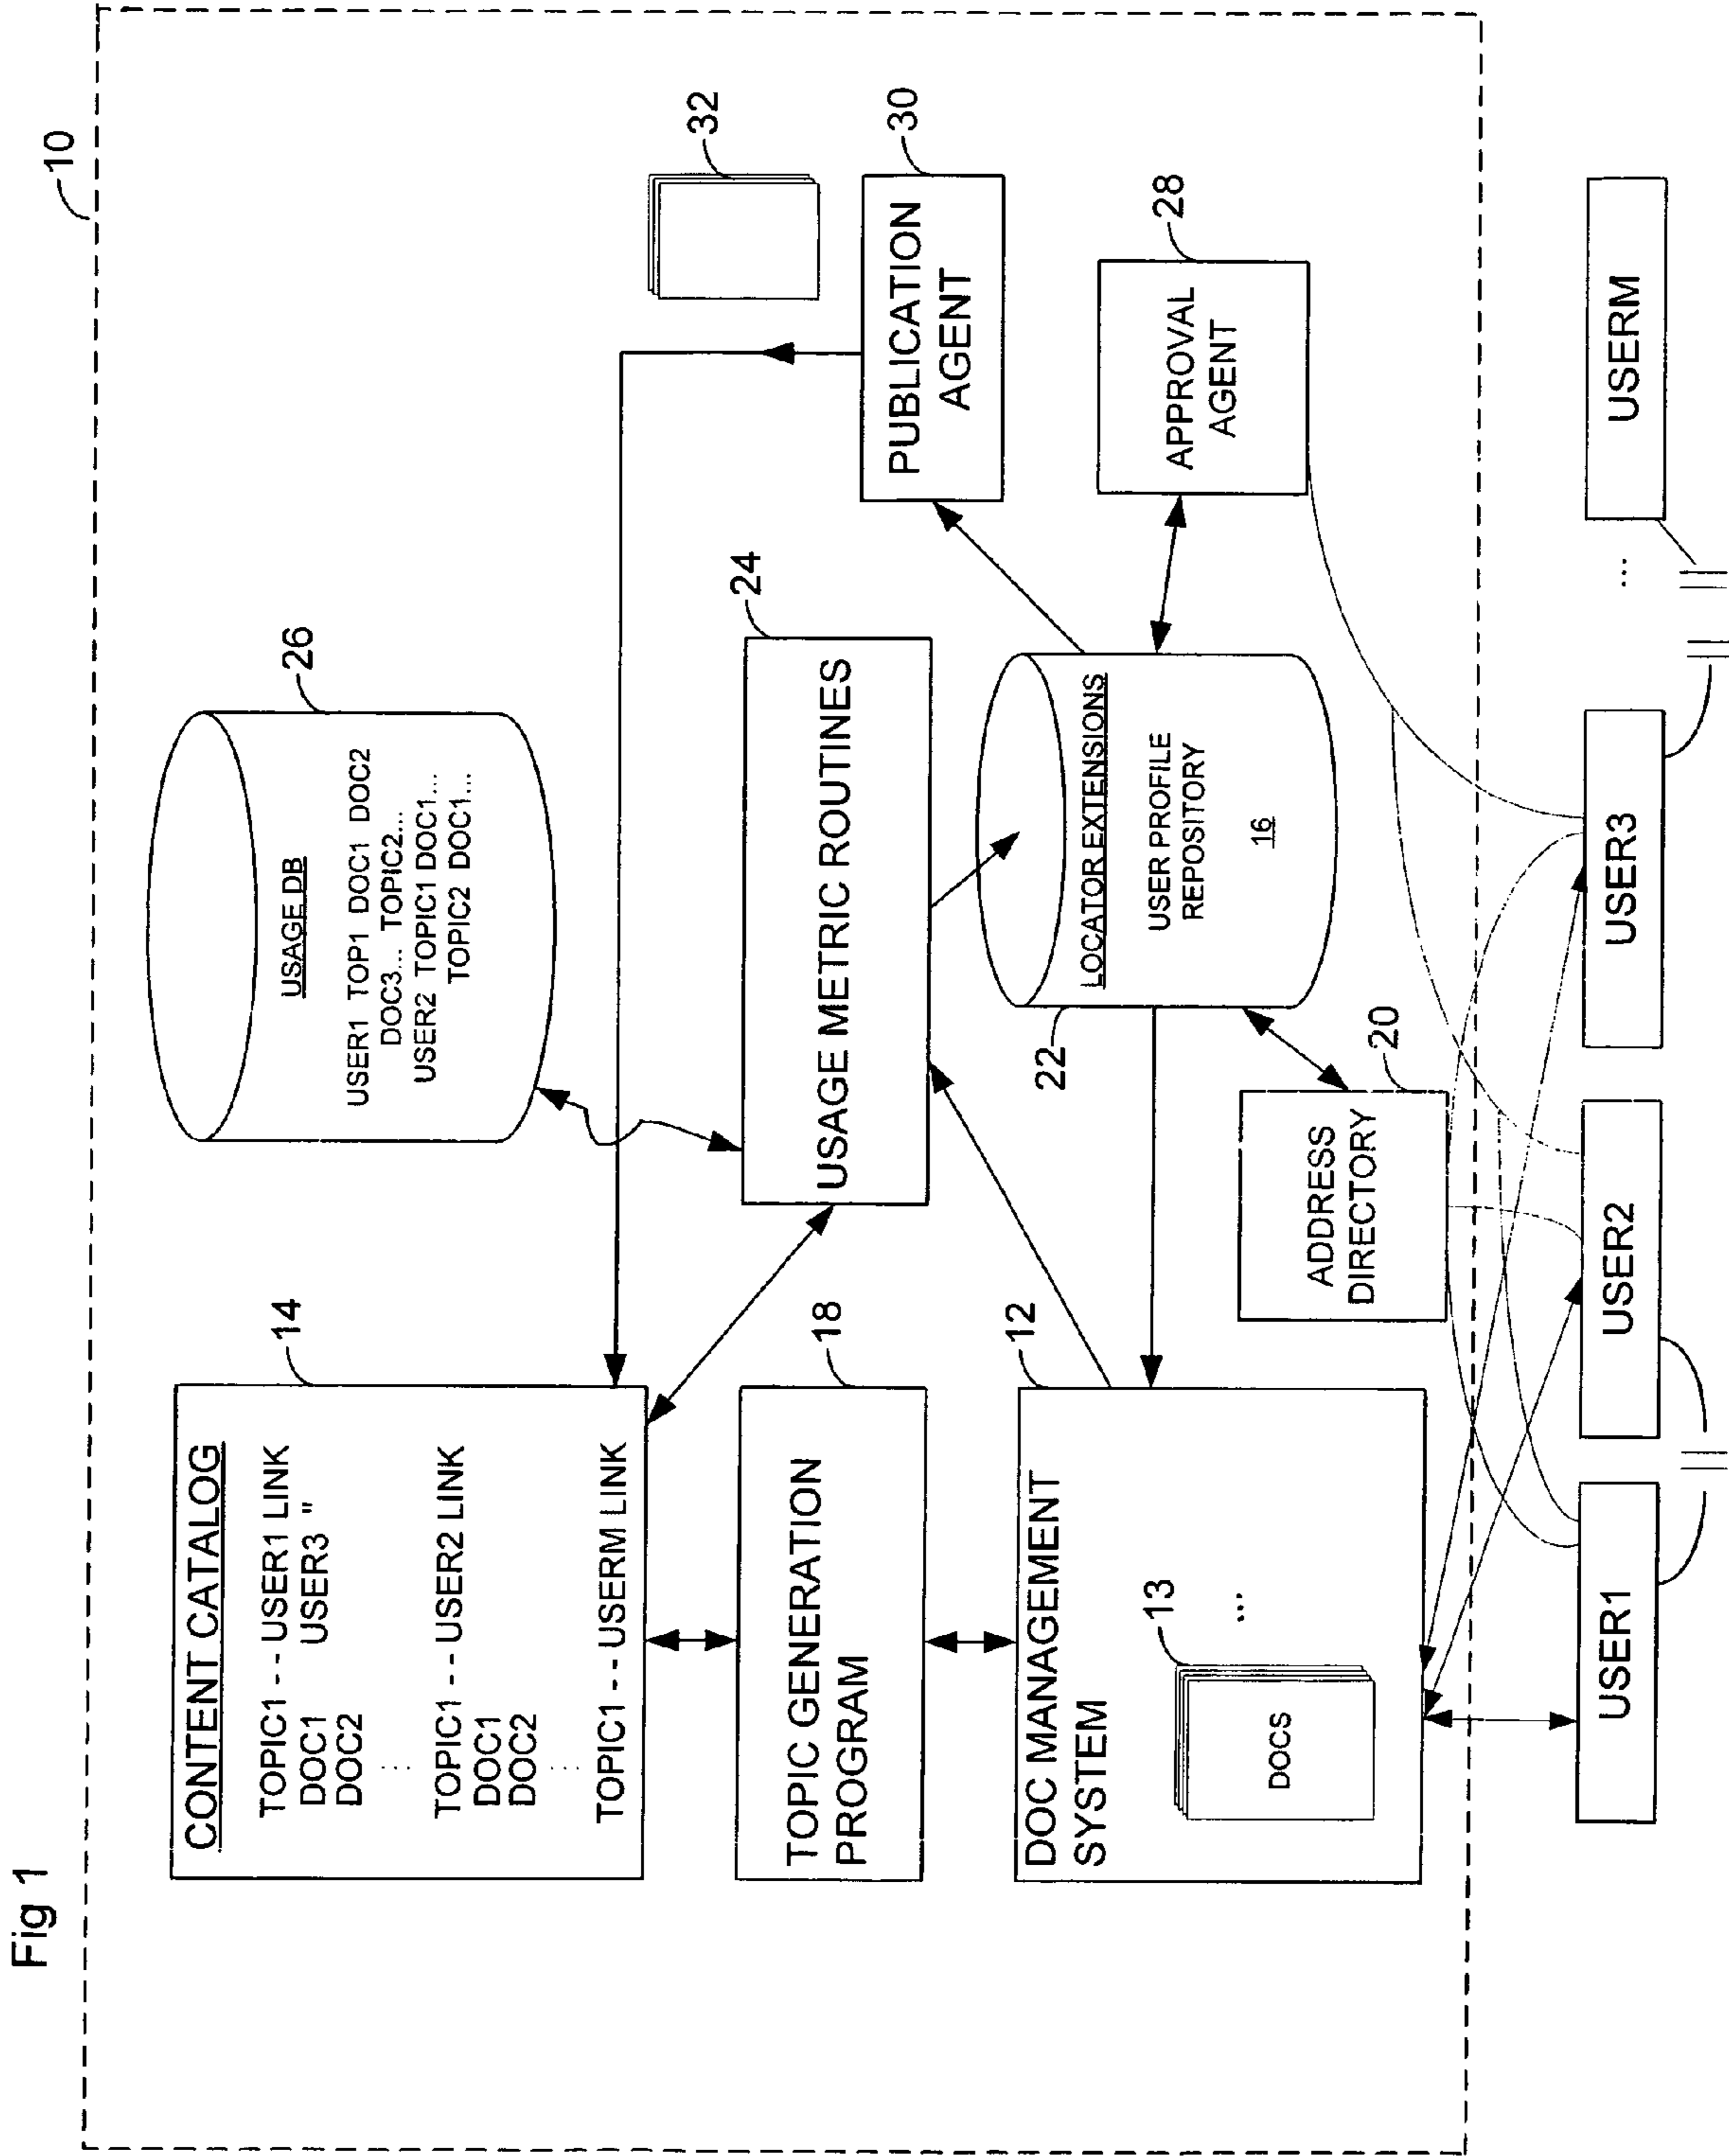 Fig 1
10
CONTENT CATALOG
TOPIC1 - - USER1 LINK
DOC1 USER3 "
DOC2
...
TOPIC1 - - USER2 LINK
DOC1
DOC2
...
TOPIC1 - - USERM LINK
14
USAGE DB
USER1 TOP1 DOC1 DOC2
DOC3... TOPIC2...
USER2 TOPIC1 DOC1...
TOPIC2 DOC1...
26
32
TOPIC GENERATION
PROGRAM
18
USAGE METRIC ROUTINES
24
PUBLICATION
AGENT
30
DOC MANAGEMENT
SYSTEM
12
13
DOCS
...
LOCATOR EXTENSIONS
USER PROFILE
REPOSITORY
16
22
APPROVAL
AGENT
28
ADDRESS
DIRECTORY
20
USER1
USER2
USER3
...
USERM